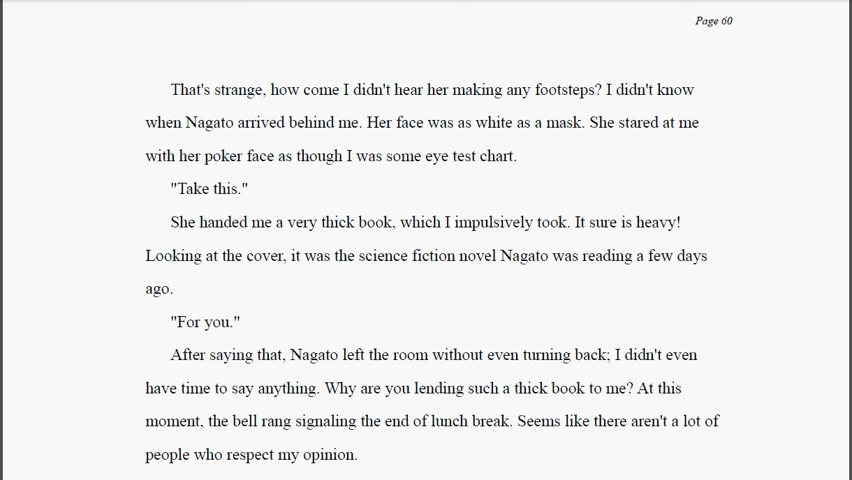 Page 60
That's strange, how come I didn't hear her making any footsteps? I didn't know
when Nagato arrived behind me. Her face was as white as a mask. She stared at me
with her poker face as though I was some eye test chart.
"Take this."
She handed me a very thick book, which I impulsively took. It sure is heavy!
Looking at the cover, it was the science fiction novel Nagato was reading a few days
ago.
"For you."
After saying that, Nagato left the room without even turning back; I didn't even
have time to say anything. Why are you lending such a thick book to me? At this
moment, the bell rang signaling the end of lunch break. Seems like there aren't a lot of
people who respect my opinion.